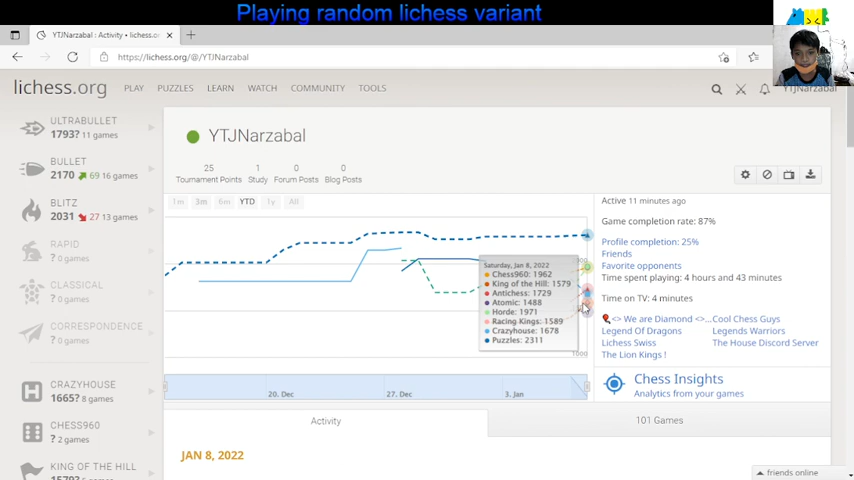 Playing random lichess variant
YTJNarzabal : Activity • lichess.or
https://lichess.org/@/YTJNarzabal
lichess.org
PLAY PUZZLES LEARN WATCH COMMUNITY TOOLS
YTJNarzabal
ULTRABULLET
1793? 11 games
BULLET
2170 69 16 games
BLITZ
2031 27 13 games
RAPID
? 0 games
CLASSICAL
? 0 games
CORRESPONDENCE
? 0 games
CRAZYHOUSE
1665? 8 games
CHESS960
? 2 games
KING OF THE HILL
1579? 
YTJNarzabal
25 1 0 0
Tournament Points Study Forum Posts Blog Posts
1m 3m 6m YTD 1y All
Saturday, Jan 8, 2022
Chess960: 1962
King of the Hill: 1579
Antichess: 1729
Atomic: 1488
Horde: 1971
Racing Kings: 1589
Crazyhouse: 1678
Puzzles: 2311
1000
20. Dec 27. Dec 3. Jan
Active 11 minutes ago
Game completion rate: 87%
Profile completion: 25%
Friends
Favorite opponents
Time spent playing: 4 hours and 43 minutes
Time on TV: 4 minutes
<> We are Diamond <>... Cool Chess Guys
Legend Of Dragons Legends Warriors
Lichess Swiss The House Discord Server
The Lion Kings !
Chess Insights
Analytics from your games
Activity 101 Games
JAN 8, 2022
friends online